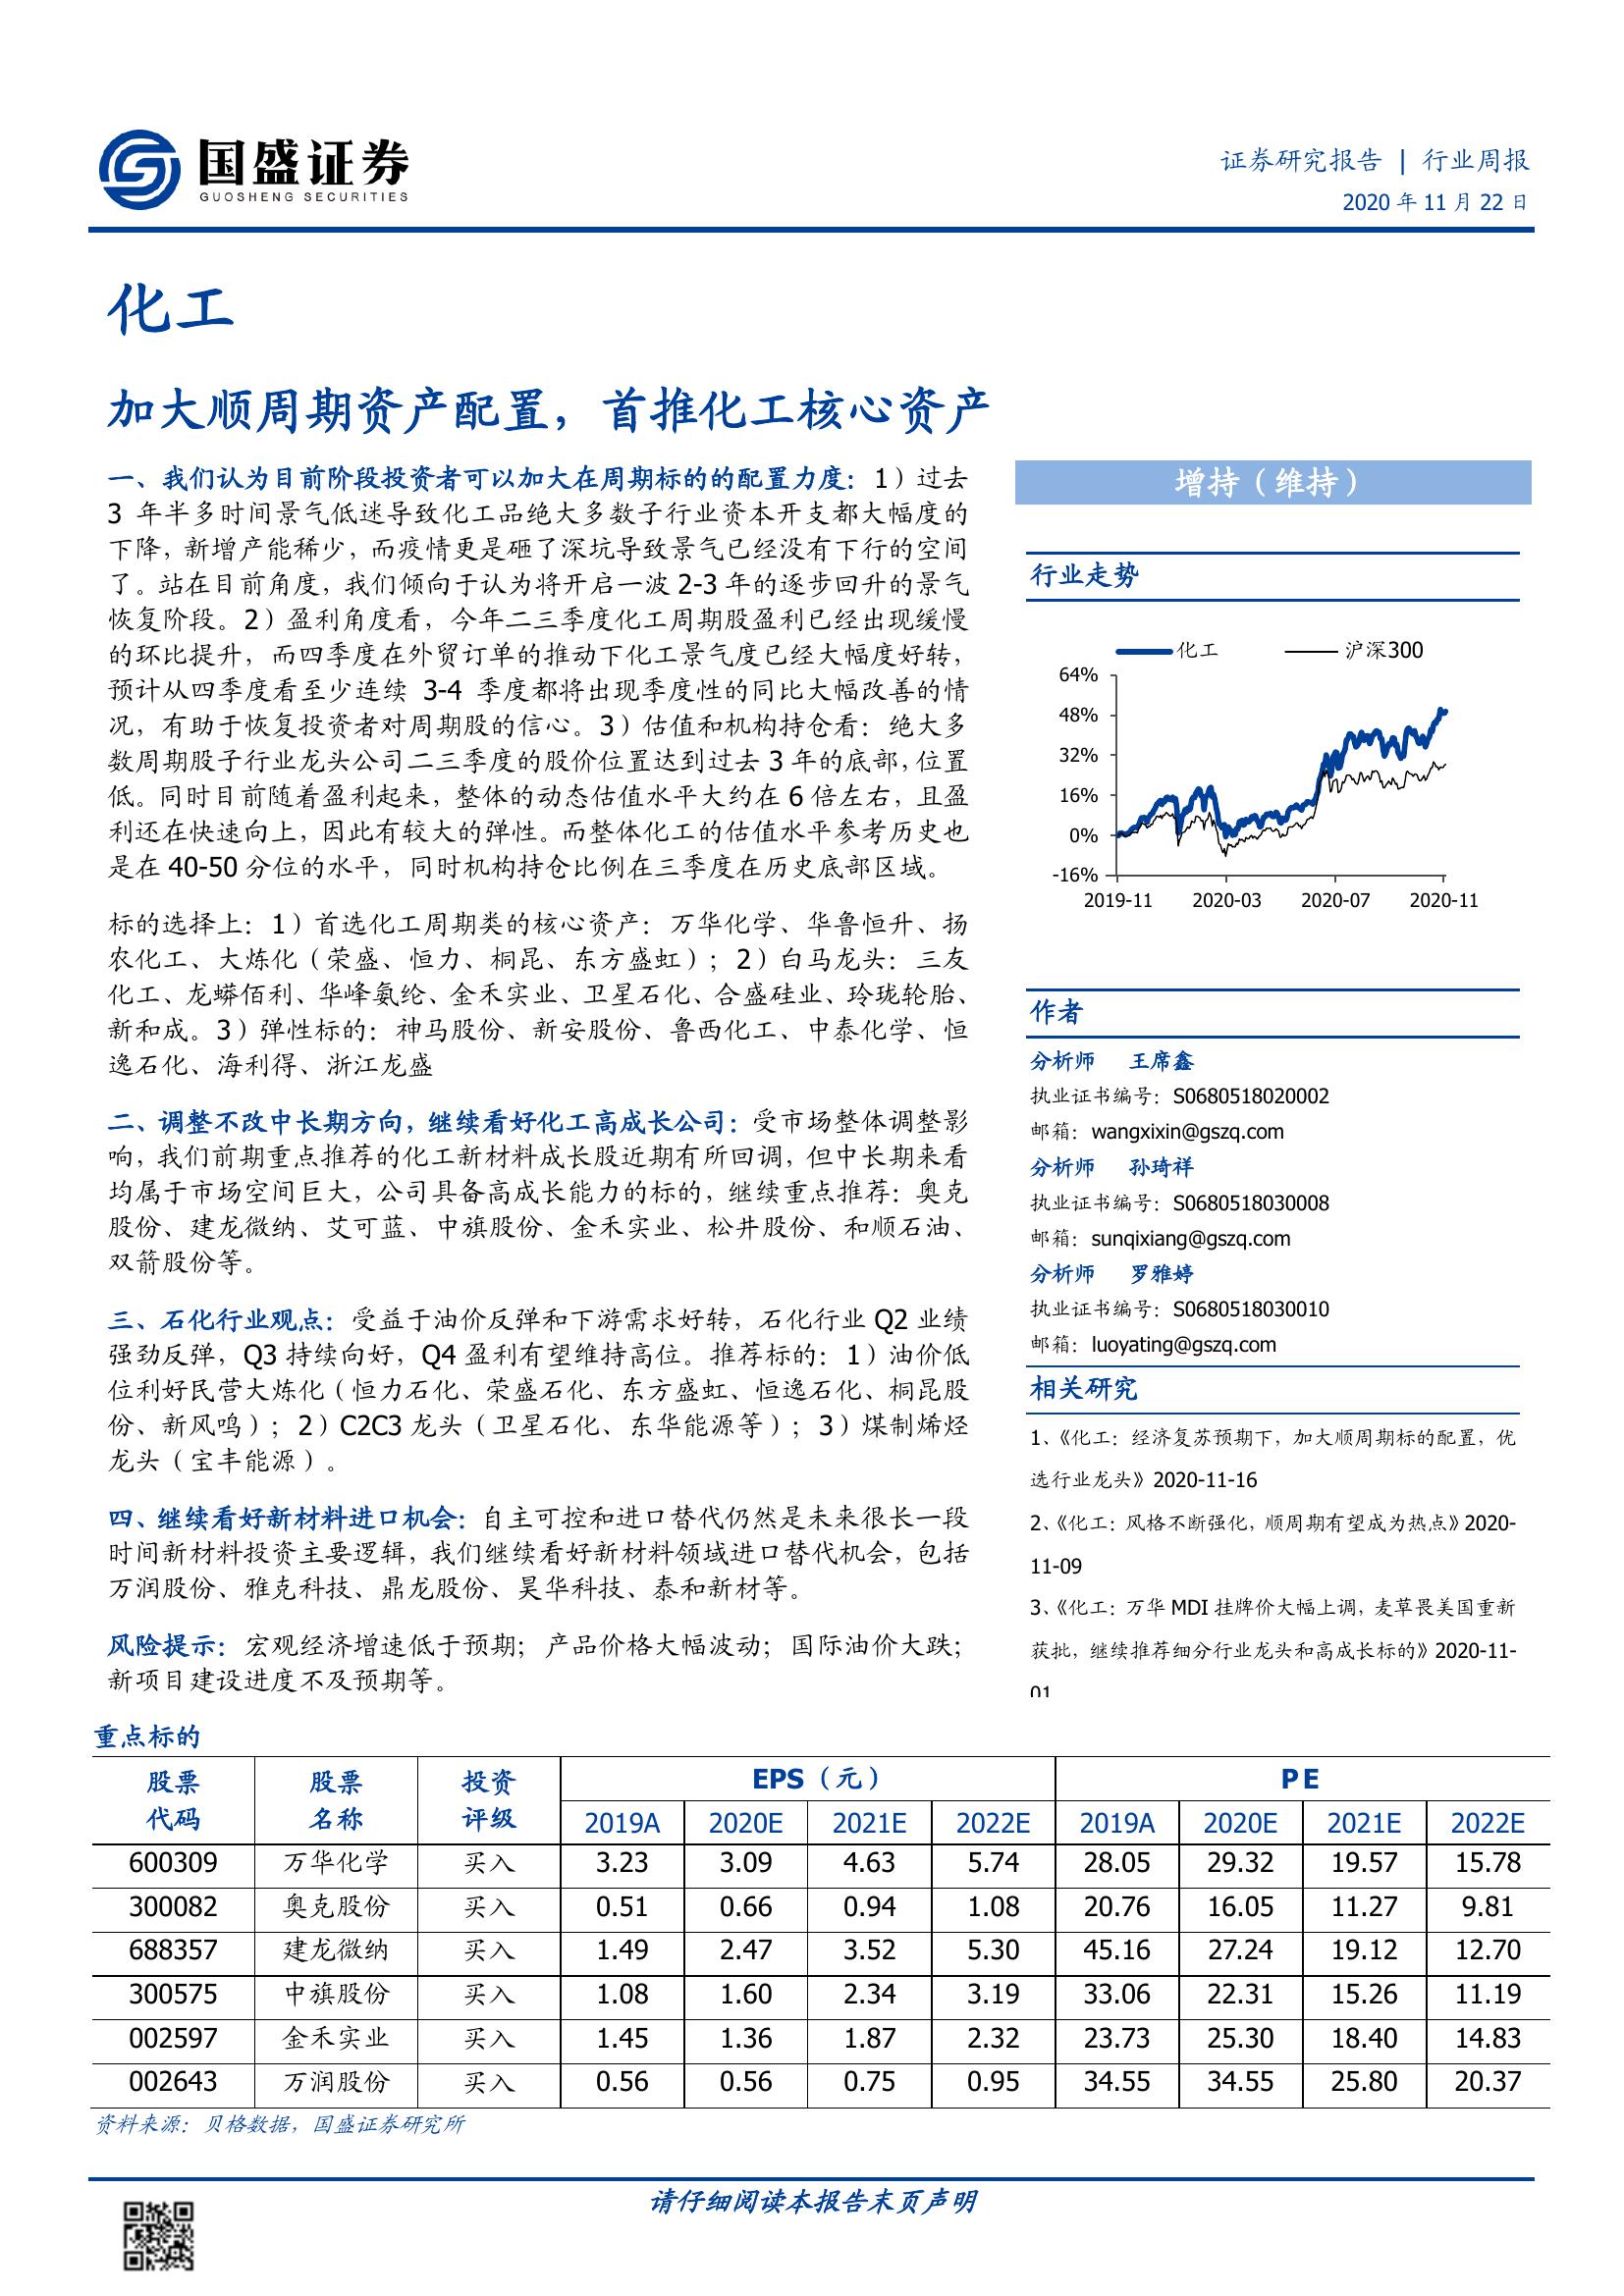 国盛证券
GUOSHENG SECURITIES
证券研究报告 | 行业周报
2020 年 11 月 22 日
化工
加大顺周期资产配置，首推化工核心资产
一、我们认为目前阶段投资者可以加大在周期标的的配置力度：1）过去
3 年半多时间景气低迷导致化工品绝大多数子行业资本开支都大幅度的
下降，新增产能稀少，而疫情更是砸了深坑导致景气已经没有下行的空间
了。站在目前角度，我们倾向于认为将开启一波 2-3 年的逐步回升的景气
恢复阶段。2）盈利角度看，今年二三季度化工周期股盈利已经出现缓慢
的环比提升，而四季度在外贸订单的推动下化工景气度已经大幅度好转，
预计从四季度看至少连续 3-4 季度都将出现季度性的同比大幅改善的情
况，有助于恢复投资者对周期股的信心。3）估值和机构持仓看：绝大多
数周期股子行业龙头公司二三季度的股价位置达到过去 3 年的底部，位置
低。同时目前随着盈利起来，整体的动态估值水平大约在 6 倍左右，且盈
利还在快速向上，因此有较大的弹性。而整体化工的估值水平参考历史也
是在 40-50 分位的水平，同时机构持仓比例在三季度在历史底部区域。
标的选择上：1）首选化工周期类的核心资产：万华化学、华鲁恒升、扬
农化工、大炼化（荣盛、恒力、桐昆、东方盛虹）；2）白马龙头：三友
化工、龙蟒佰利、华峰氨纶、金禾实业、卫星石化、合盛硅业、玲珑轮胎、
新和成。3）弹性标的：神马股份、新安股份、鲁西化工、中泰化学、恒
逸石化、海利得、浙江龙盛
二、调整不改中长期方向，继续看好化工高成长公司：受市场整体调整影
响，我们前期重点推荐的化工新材料成长股近期有所回调，但中长期来看
均属于市场空间巨大，公司具备高成长能力的标的，继续重点推荐：奥克
股份、建龙微纳、艾可蓝、中旗股份、金禾实业、松井股份、和顺石油、
双箭股份等。
三、石化行业观点：受益于油价反弹和下游需求好转，石化行业 Q2 业绩
强劲反弹，Q3 持续向好，Q4 盈利有望维持高位。推荐标的：1）油价低
位利好民营大炼化（恒力石化、荣盛石化、东方盛虹、恒逸石化、桐昆股
份、新凤鸣）；2）C2C3 龙头（卫星石化、东华能源等）；3）煤制烯烃
龙头（宝丰能源）。
四、继续看好新材料进口机会：自主可控和进口替代仍然是未来很长一段
时间新材料投资主要逻辑，我们继续看好新材料领域进口替代机会，包括
万润股份、雅克科技、鼎龙股份、昊华科技、泰和新材等。
风险提示：宏观经济增速低于预期；产品价格大幅波动；国际油价大跌；
新项目建设进度不及预期等。
增持（维持）
行业走势
化工 沪深300
64%
48%
32%
16%
0%
-16%
2019-11 2020-03 2020-07 2020-11
作者
分析师 王席鑫
执业证书编号：S0680518020002
邮箱：wangxixin@gszq.com
分析师 孙琦祥
执业证书编号：S0680518030008
邮箱：sunqixiang@gszq.com
分析师 罗雅婷
执业证书编号：S0680518030010
邮箱：luoyating@gszq.com
相关研究
1、《化工：经济复苏预期下，加大顺周期标的配置，优
选行业龙头》2020-11-16
2、《化工：风格不断强化，顺周期有望成为热点》2020-
11-09
3、《化工：万华 MDI 挂牌价大幅上调，麦草畏美国重新
获批，继续推荐细分行业龙头和高成长标的》2020-11-
01
重点标的
股票 股票 投资 EPS（元） PE
代码 名称 评级 2019A 2020E 2021E 2022E 2019A 2020E 2021E 2022E
600309 万华化学 买入 3.23 3.09 4.63 5.74 28.05 29.32 19.57 15.78
300082 奥克股份 买入 0.51 0.66 0.94 1.08 20.76 16.05 11.27 9.81
688357 建龙微纳 买入 1.49 2.47 3.52 5.30 45.16 27.24 19.12 12.70
300575 中旗股份 买入 1.08 1.60 2.34 3.19 33.06 22.31 15.26 11.19
002597 金禾实业 买入 1.45 1.36 1.87 2.32 23.73 25.30 18.40 14.83
002643 万润股份 买入 0.56 0.56 0.75 0.95 34.55 34.55 25.80 20.37
资料来源：贝格数据，国盛证券研究所
请仔细阅读本报告末页声明